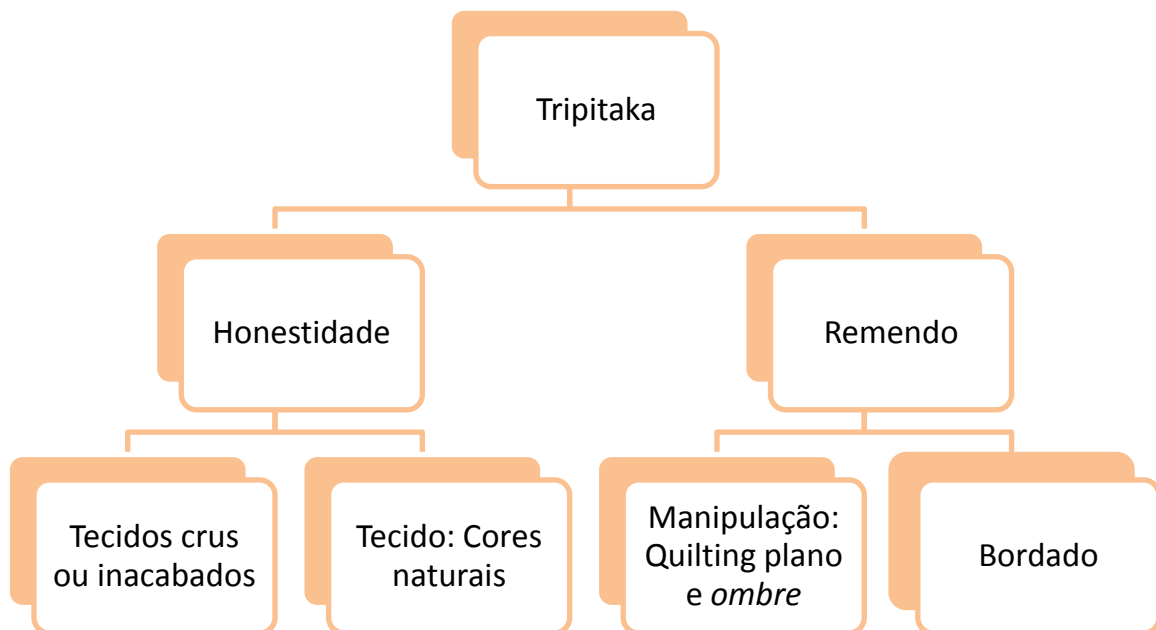 Tripitaka
Honestidade
Remendo
Tecidos crus
ou inacabados
Tecido: Cores
naturais
Manipulação:
Quilting plano
e ombre
Bordado